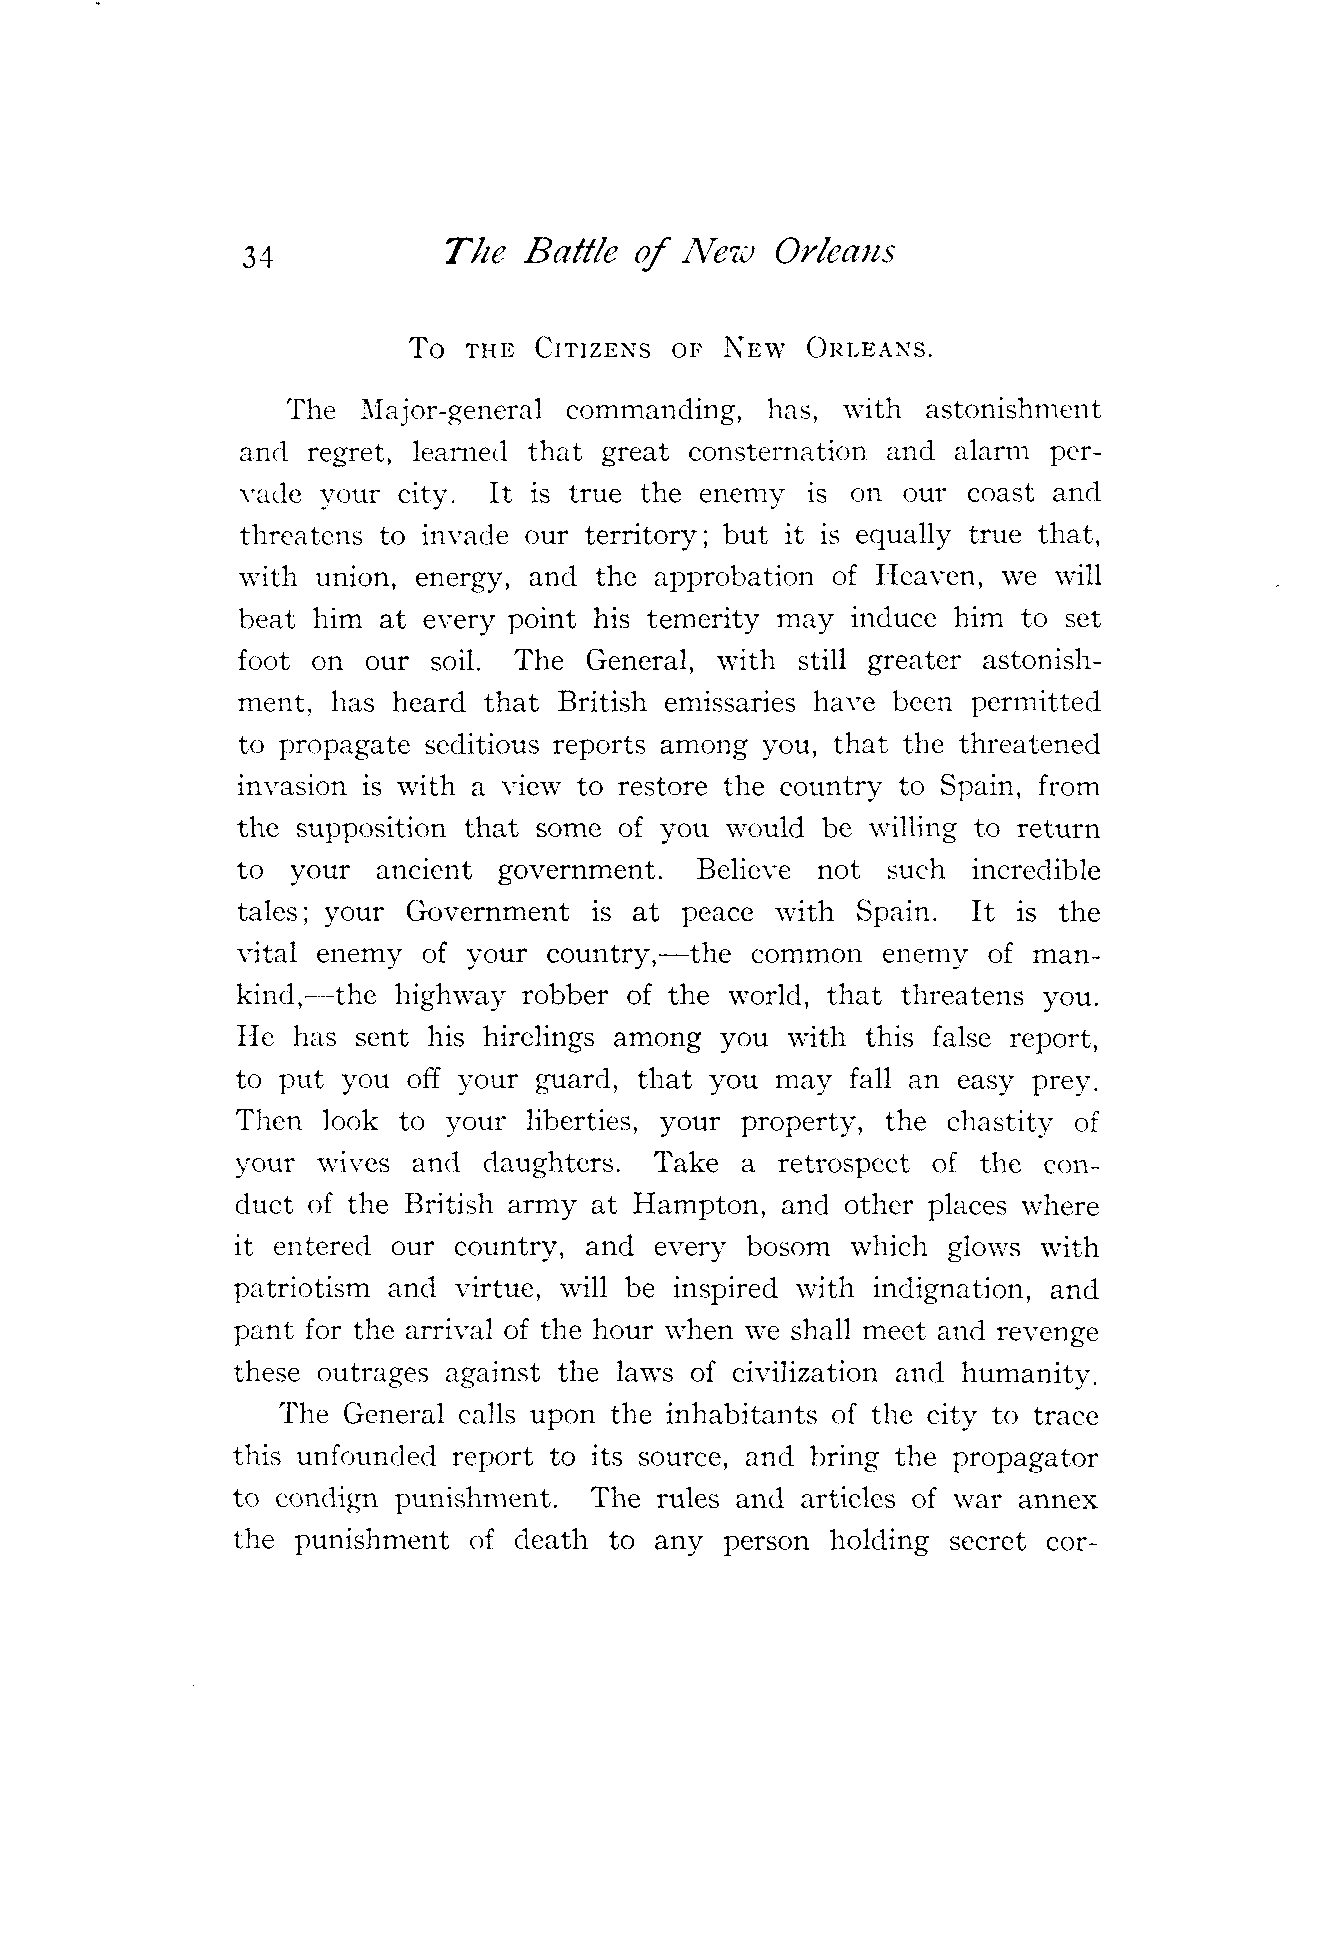 34 The Battle of New Orleans
To the Citizens of New Orleans.
The Major-general commanding, has, with astonishment
and regret, learned that great consternation and alarm per-
vade your city. It is true the enemy is on our coast and
threatens to invade our territory; but it is equally true that,
with union, energy, and the approbation of Heaven, we will
beat him at every point his temerity may induce him to set
foot on our soil. The General, with still greater astonish-
ment, has heard that British emissaries have been permitted
to propagate seditious reports among you, that the threatened
invasion is with a view to restore the country to Spain, from
the supposition that some of you would be willing to return
to your ancient government. Believe not such incredible
tales; your Government is at peace with Spain. It is the
vital enemy of your country,—the common enemy of man-
kind,—the highway robber of the world, that threatens you.
He has sent his hirelings among you with this false report,
to put you off your guard, that you may fall an easy prey.
Then look to your liberties, your property, the chastity of
your wives and daughters. Take a retrospect of the con-
duct of the British army at Hampton, and other places where
it entered our country, and every bosom which glows with
patriotism and virtue, will be inspired with indignation, and
pant for the arrival of the hour when we shall meet and revenge
these outrages against the laws of civilization and humanity.
The General calls upon the inhabitants of the city to trace
this unfounded report to its source, and bring the propagator
to condign punishment. The rules and articles of war annex
the punishment of death to any person holding secret cor-